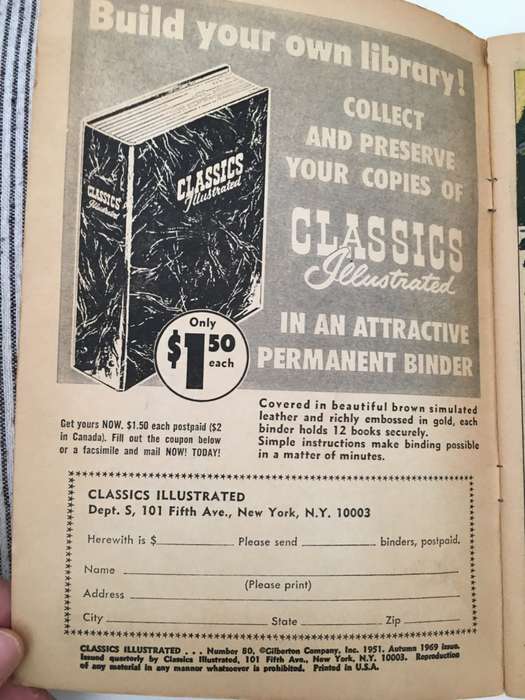 Build your own library!
COLLECT
AND PRESERVE
YOUR COPIES OF
CLASSICS
Illustrated
IN AN ATTRACTIVE
PERMANENT BINDER
CLASSICS
Illustrated
CLASSICS
Illustrated
Only
$1.50
each
Get yours NOW, $1.50 each postpaid ($2
in Canada). Fill out the coupon below
or a facsimile and mail NOW! TODAY!
Covered in beautiful brown simulated
leather and richly embossed in gold, each
binder holds 12 books securely.
Simple instructions make binding possible
in a matter of minutes.
CLASSICS ILLUSTRATED
Dept. S, 101 Fifth Ave., New York, N.Y. 10003
Herewith is $ Please send binders, postpaid.
Name
(Please print)
Address
City State Zip
CLASSICS ILLUSTRATED . . . Number 80, ©Gilberton Company, Inc. 1951. Autumn 1969 issue.
Issued quarterly by Classics Illustrated, 101 Fifth Ave., New York, N.Y. 10003. Reproduction
of any material in any manner whatsoever is prohibited. Printed in U.S.A.